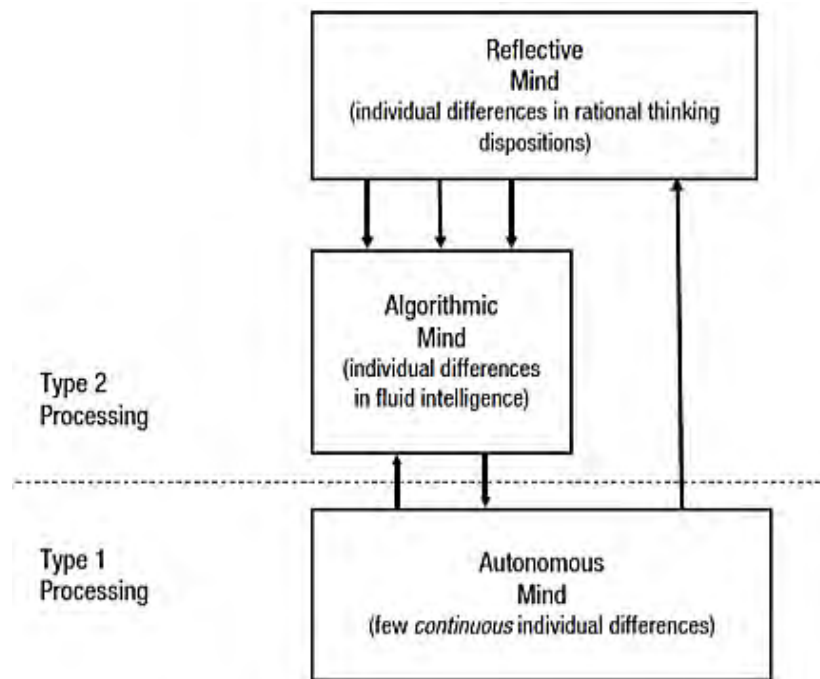 Reflective
Mind
(individual differences in rational thinking
dispositions)
Algorithmic
Mind
(individual differences
in fluid intelligence)
Type 2
Processing
Type 1
Processing
Autonomous
Mind
(few continuous individual differences)